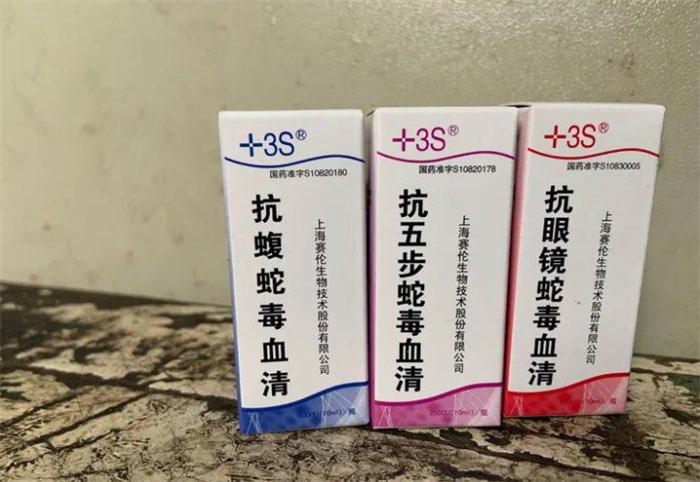 +3S®
国药准字S10820180
抗蝮蛇毒血清
上海赛伦生物技术股份有限公司
+3S®
国药准字S10820178
抗五步蛇毒血清
上海赛伦生物技术股份有限公司
2000U(10ml)/瓶
+3S®
国药准字S10830005
抗眼镜蛇毒血清
上海赛伦生物技术股份有限公司